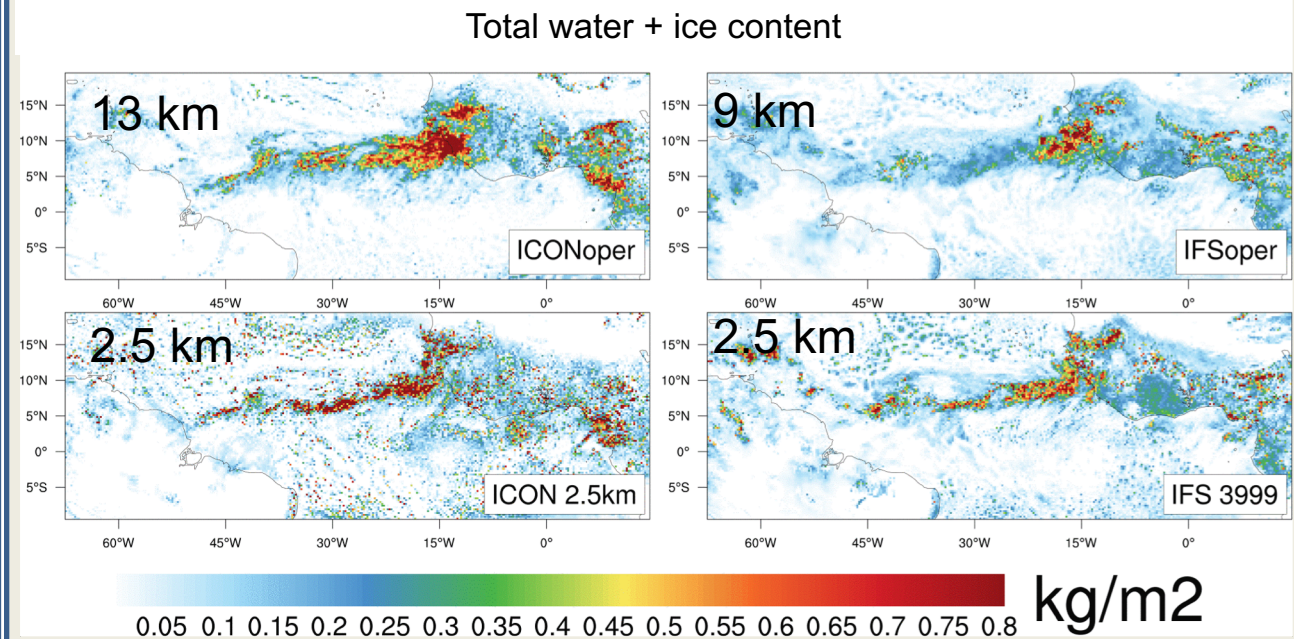 Total water + ice content
13 km
15°N
10°N
5°N
0°
5°S
ICONoper
60°W 45°W 30°W 15°W 0°
9 km
15°N
10°N
5°N
0°
5°S
IFSoper
60°W 45°W 30°W 15°W 0°
2.5 km
15°N
10°N
5°N
0°
5°S
ICON 2.5km
60°W 45°W 30°W 15°W 0°
2.5 km
15°N
10°N
5°N
0°
5°S
IFS 3999
60°W 45°W 30°W 15°W 0°
0.05 0.1 0.15 0.2 0.25 0.3 0.35 0.4 0.45 0.5 0.55 0.6 0.65 0.7 0.75 0.8
kg/m2